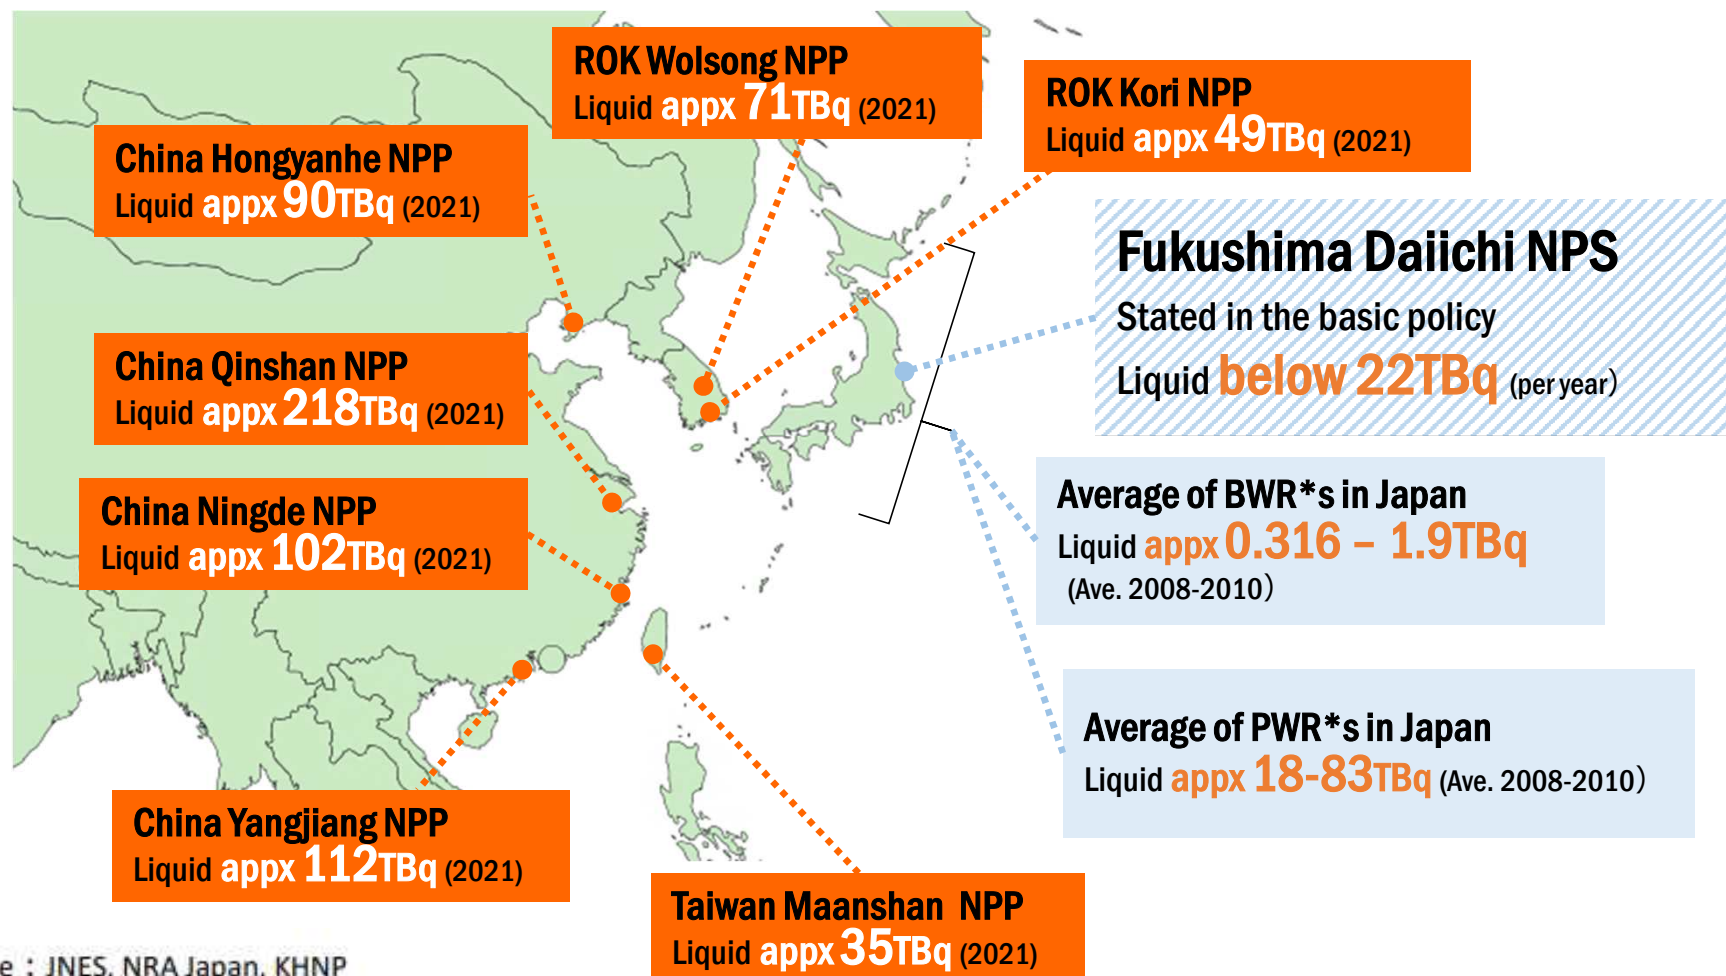 ROK Wolsong NPP
Liquid appx 71TBq (2021)
ROK Kori NPP
Liquid appx 49TBq (2021)
China Hongyanhe NPP
Liquid appx 90TBq (2021)
Fukushima Daiichi NPS
Stated in the basic policy
Liquid below 22TBq (per year）
China Qinshan NPP
Liquid appx 218TBq (2021)
Average of BWR*s in Japan
Liquid appx 0.316 – 1.9TBq
(Ave. 2008-2010）
China Ningde NPP
Liquid appx 102TBq (2021)
Average of PWR*s in Japan
Liquid appx 18-83TBq (Ave. 2008-2010）
China Yangjiang NPP
Liquid appx 112TBq (2021)
Taiwan Maanshan NPP
Liquid appx 35TBq (2021)
e：JNES, NRA Japan, KHNP